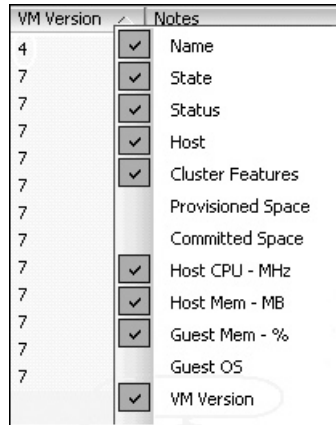 VM Version Notes
4 Name
7 State
7 Status
7 Host
7 Cluster Features
7 Provisioned Space
7 Committed Space
7 Host CPU - MHz
7 Host Mem - MB
7 Guest Mem - %
7 Guest OS
7 VM Version
7